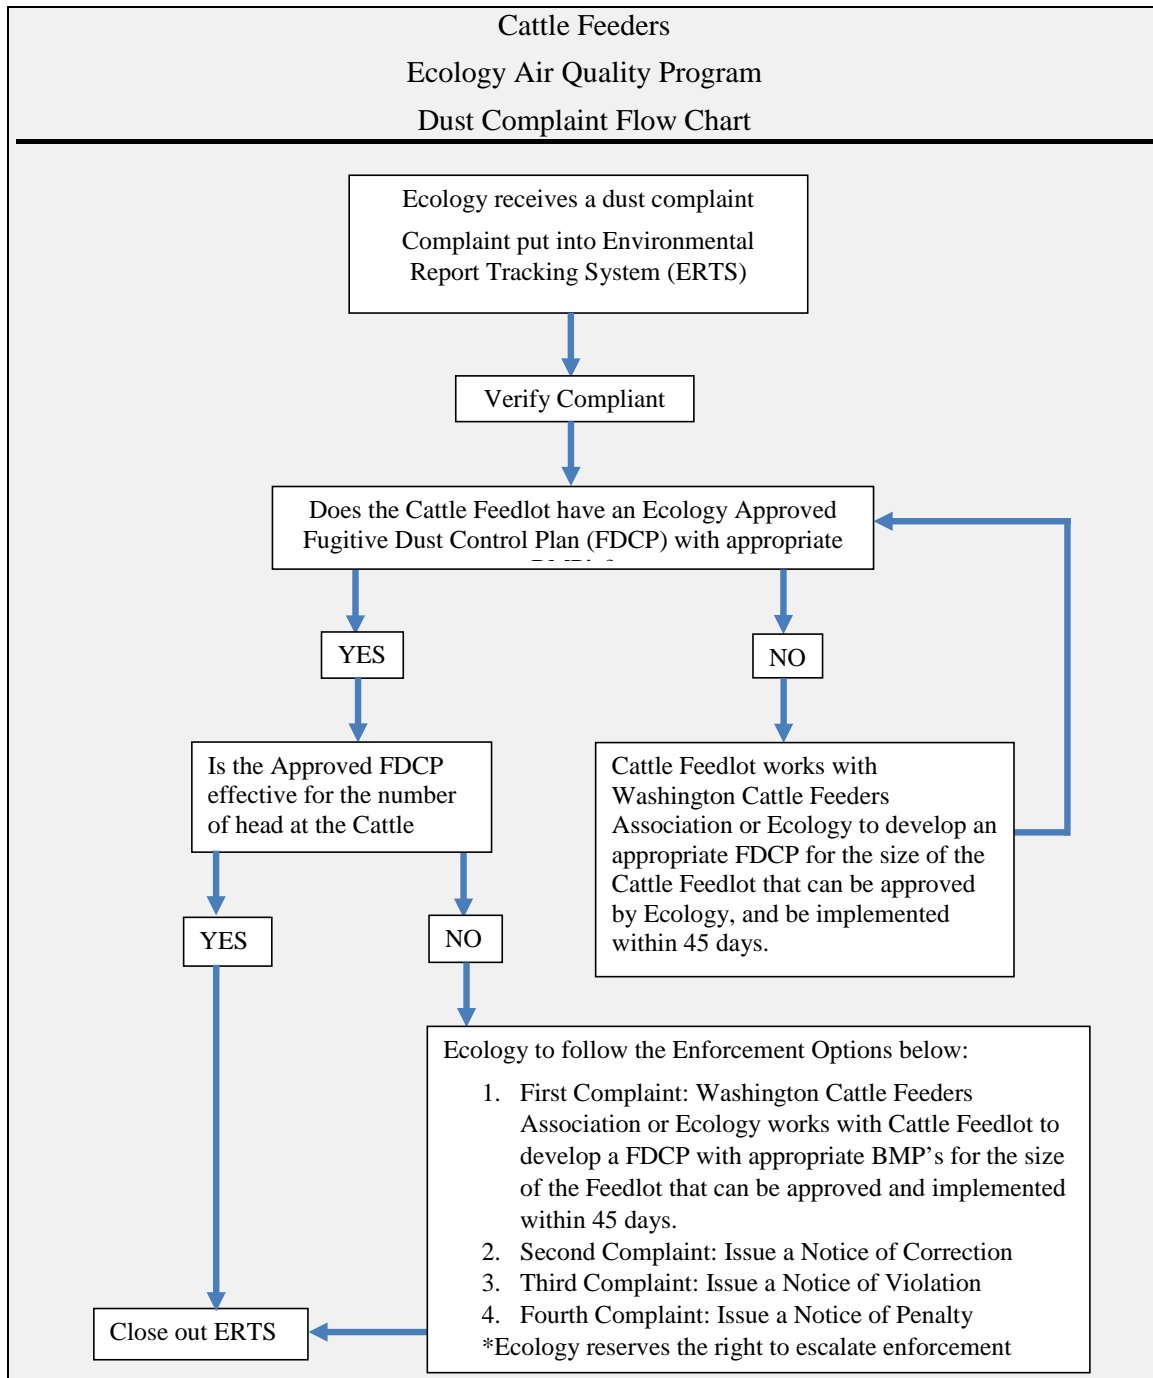 Cattle Feeders
Ecology Air Quality Program
Dust Complaint Flow Chart
Ecology receives a dust complaint
Complaint put into Environmental
Report Tracking System (ERTS)
Verify Compliant
Does the Cattle Feedlot have an Ecology Approved
Fugitive Dust Control Plan (FDCP) with appropriate
YES
NO
Is the Approved FDCP
effective for the number
of head at the Cattle
Cattle Feedlot works with
Washington Cattle Feeders
Association or Ecology to develop an
appropriate FDCP for the size of the
Cattle Feedlot that can be approved
by Ecology, and be implemented
within 45 days.
YES
NO
Ecology to follow the Enforcement Options below:
1. First Complaint: Washington Cattle Feeders
Association or Ecology works with Cattle Feedlot to
develop a FDCP with appropriate BMP’s for the size
of the Feedlot that can be approved and implemented
within 45 days.
2. Second Complaint: Issue a Notice of Correction
3. Third Complaint: Issue a Notice of Violation
4. Fourth Complaint: Issue a Notice of Penalty
*Ecology reserves the right to escalate enforcement
Close out ERTS